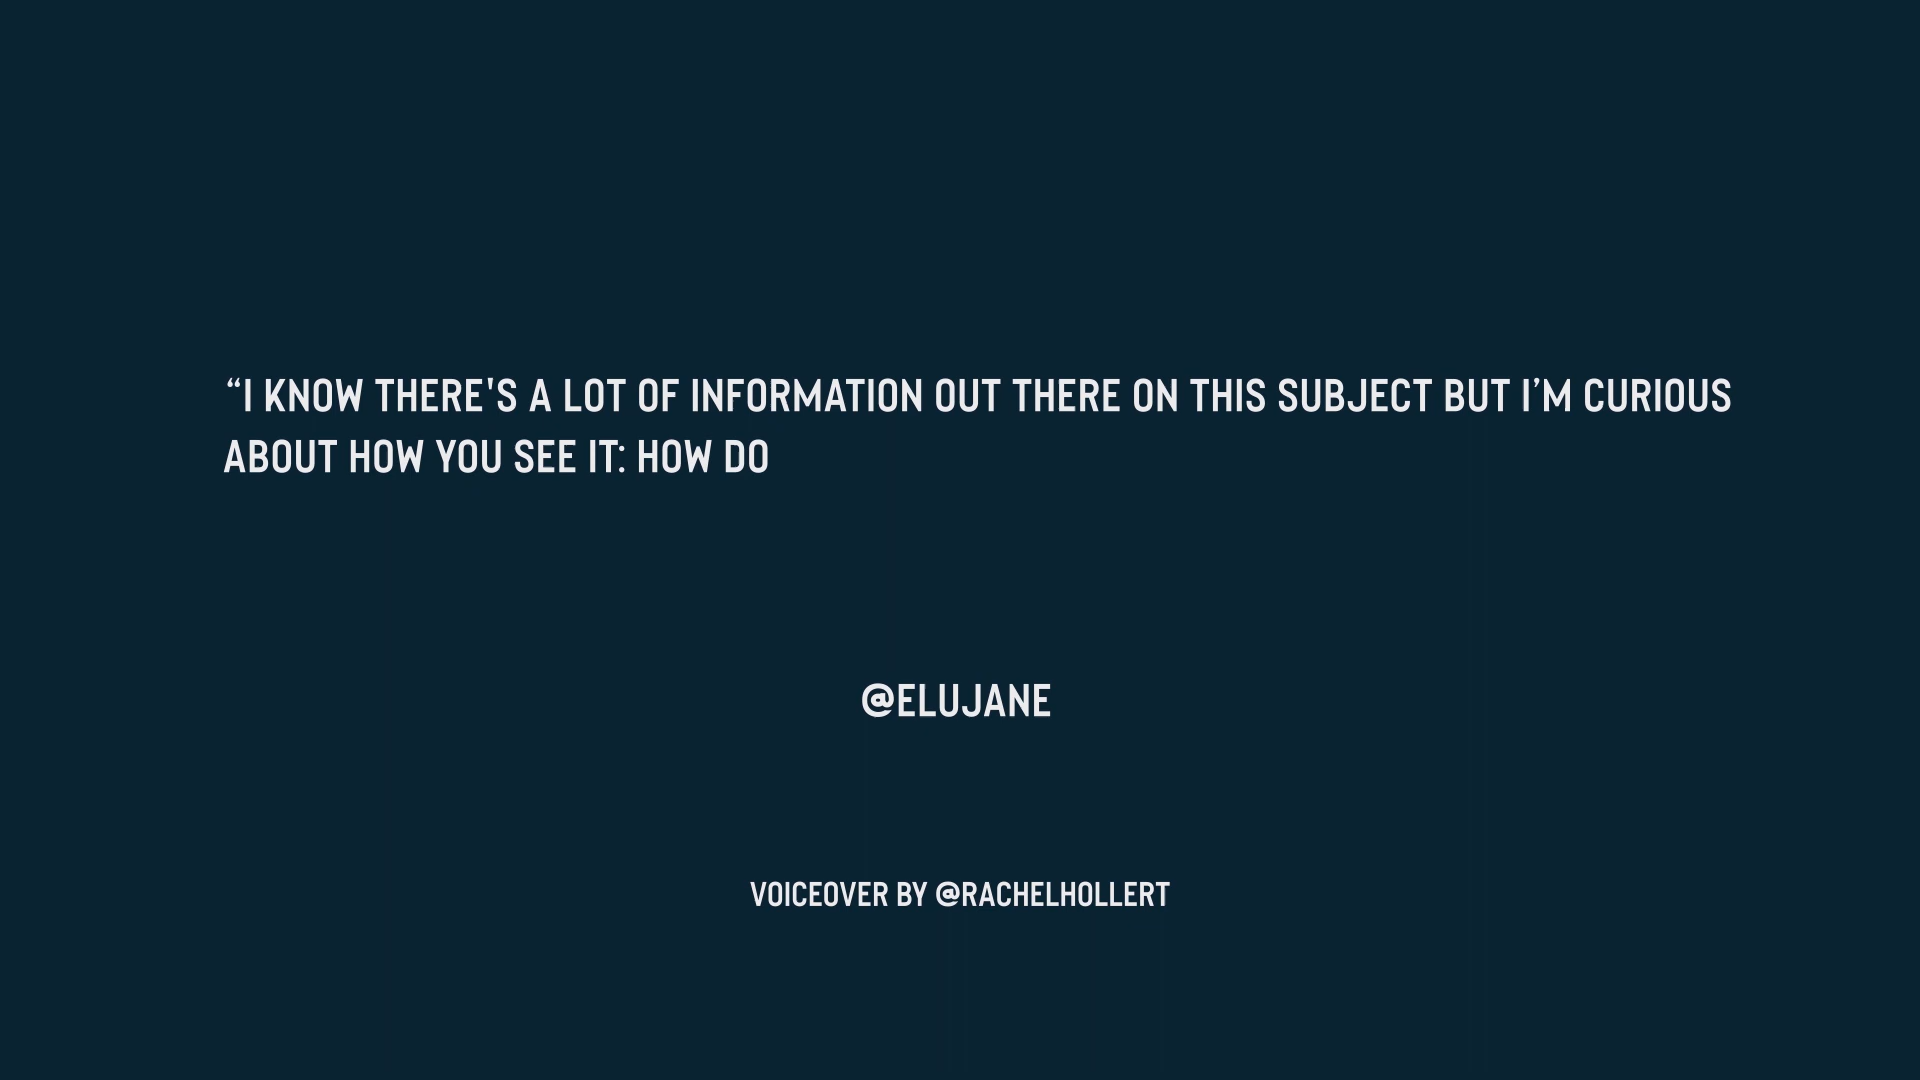 “I KNOW THERE'S A LOT OF INFORMATION OUT THERE ON THIS SUBJECT BUT I’M CURIOUS
ABOUT HOW YOU SEE IT: HOW DO
@ELUJANE
VOICEOVER BY @RACHELHOLLERT